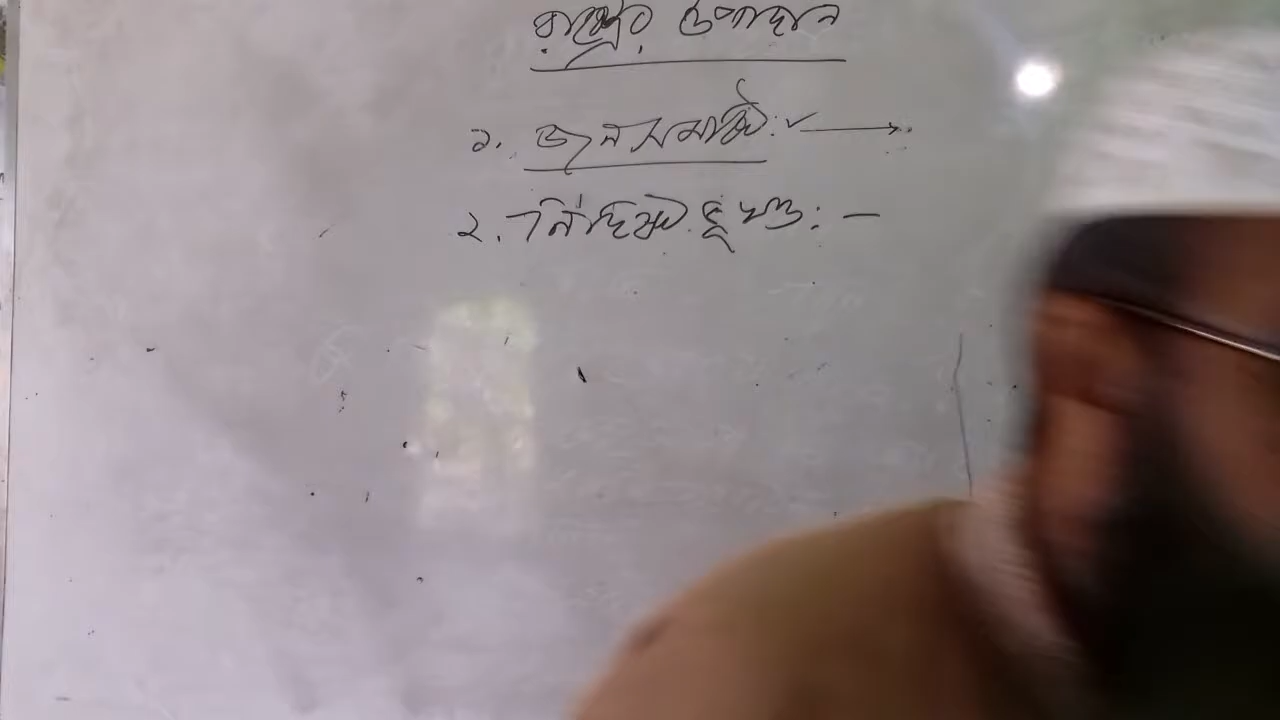 রাষ্ট্রের উপাদান
১. জনসমষ্টি:
২. নির্দিষ্ট ভূখণ্ড: —